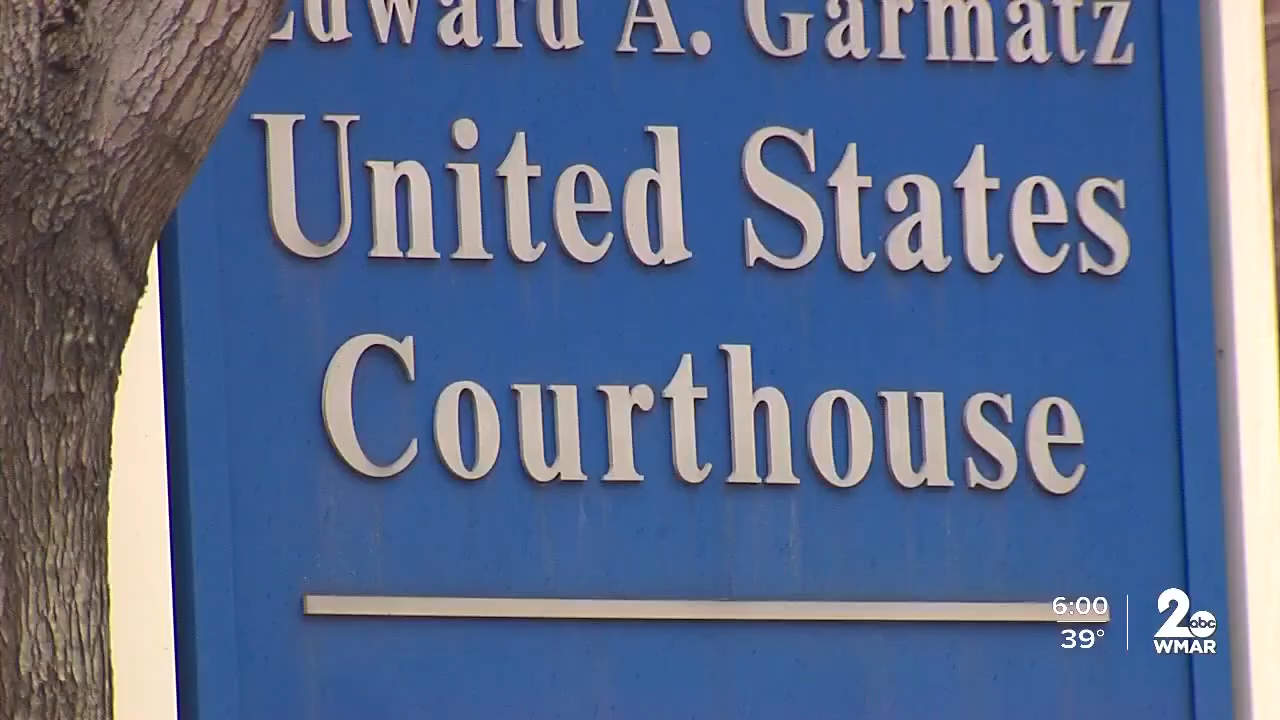 Edward A. Garmatz
United States
Courthouse
6:00
39°
2 abc
WMAR